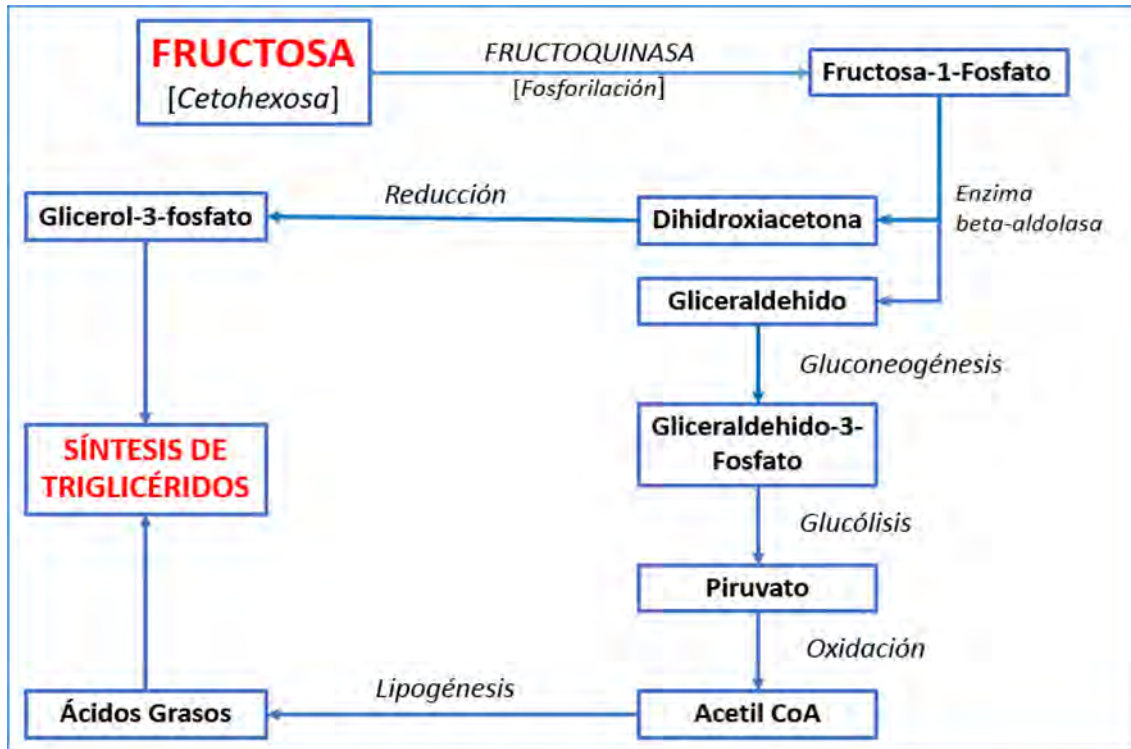 FRUCTOSA
[Cetohexosa]
FRUCTOQUINASA
[Fosforilación]
Fructosa-1-Fosfato
Enzima
beta-aldolasa
Dihidroxiacetona
Reducción
Glicerol-3-fosfato
Gliceraldehido
Gluconeogénesis
Gliceraldehido-3-
Fosfato
Glucólisis
Piruvato
Oxidación
Acetil CoA
Lipogénesis
Ácidos Grasos
SÍNTESIS DE
TRIGLICÉRIDOS